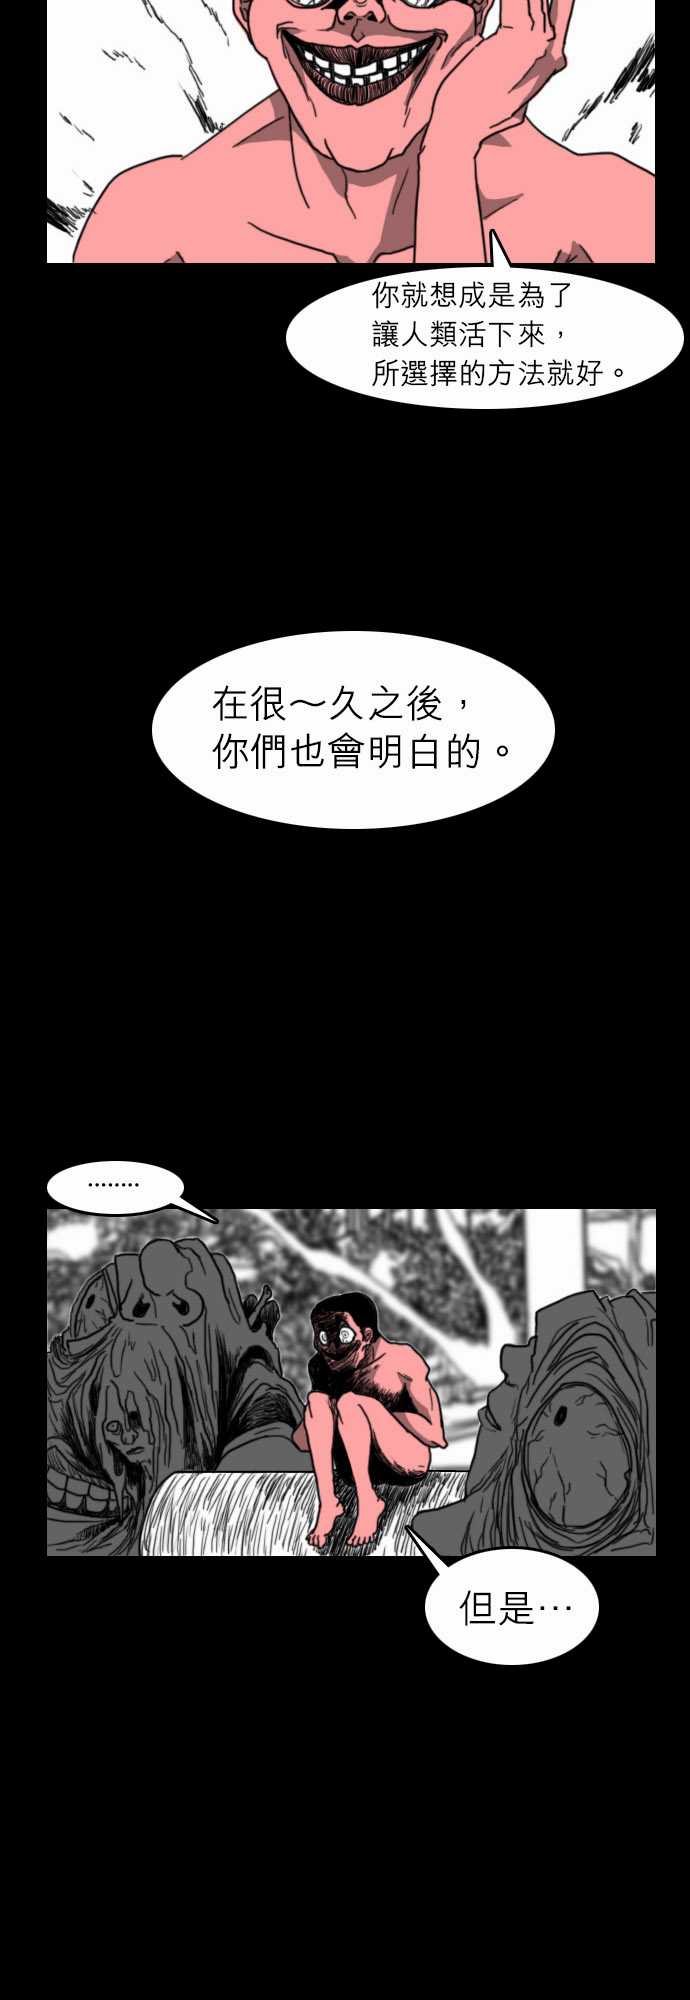 你就想成是為了
讓人類活下來，
所選擇的方法就好。
在很～久之後，
你們也會明白的。
........
但是…